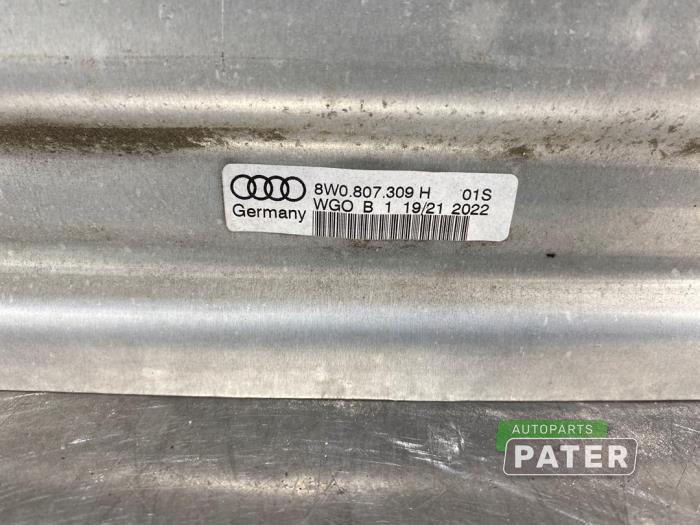 8W0.807.309 H 01S
Germany WGO B 1 19/21 2022
AUTOPARTS
PATER